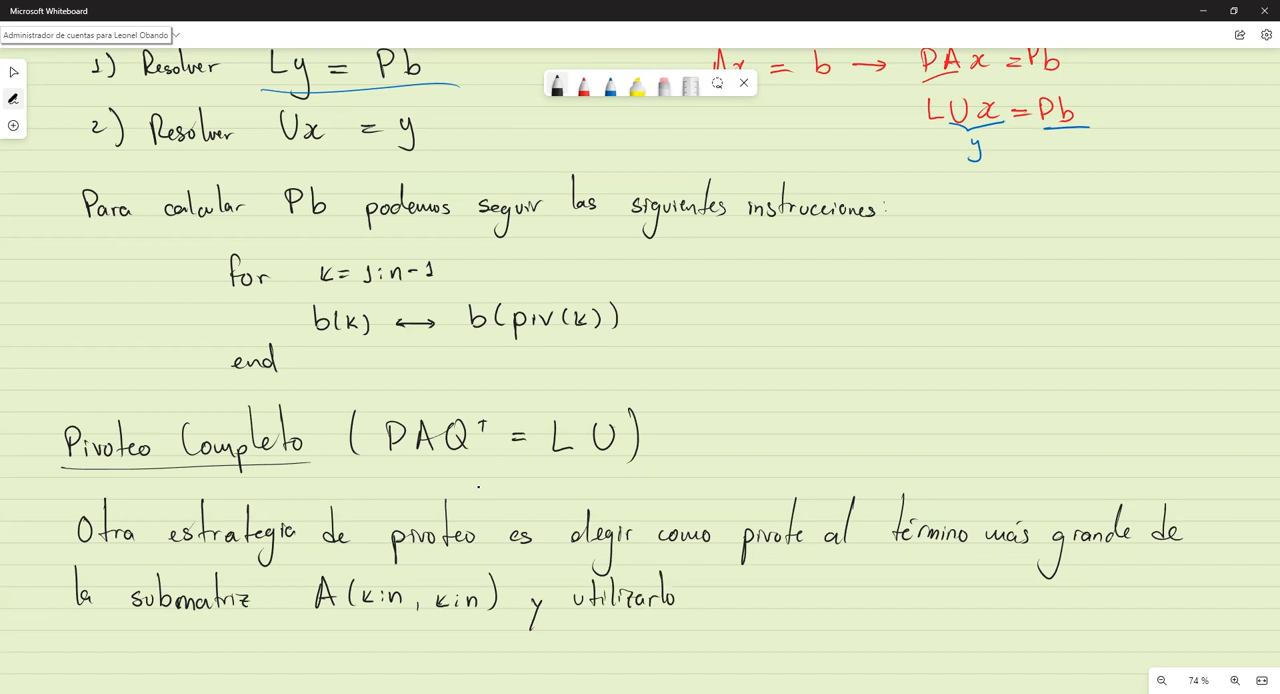 Microsoft Whiteboard
Administrador de cuentas para Leonel Obando
1) Resolver Ly = Pb
Ax = b → PAx = Pb
2) Resolver Ux = y
LUx = Pb
y
Para calcular Pb podemos seguir las siguientes instrucciones:
for k = 1:n-1
b(k) ↔ b(piv(k))
end
Pivoteo Completo (PAQᵀ = LU)
Otra estrategia de pivoteo es elegir como pivote al término más grande de
la submatriz A(k:n, k:n) y utilizarlo
74 %